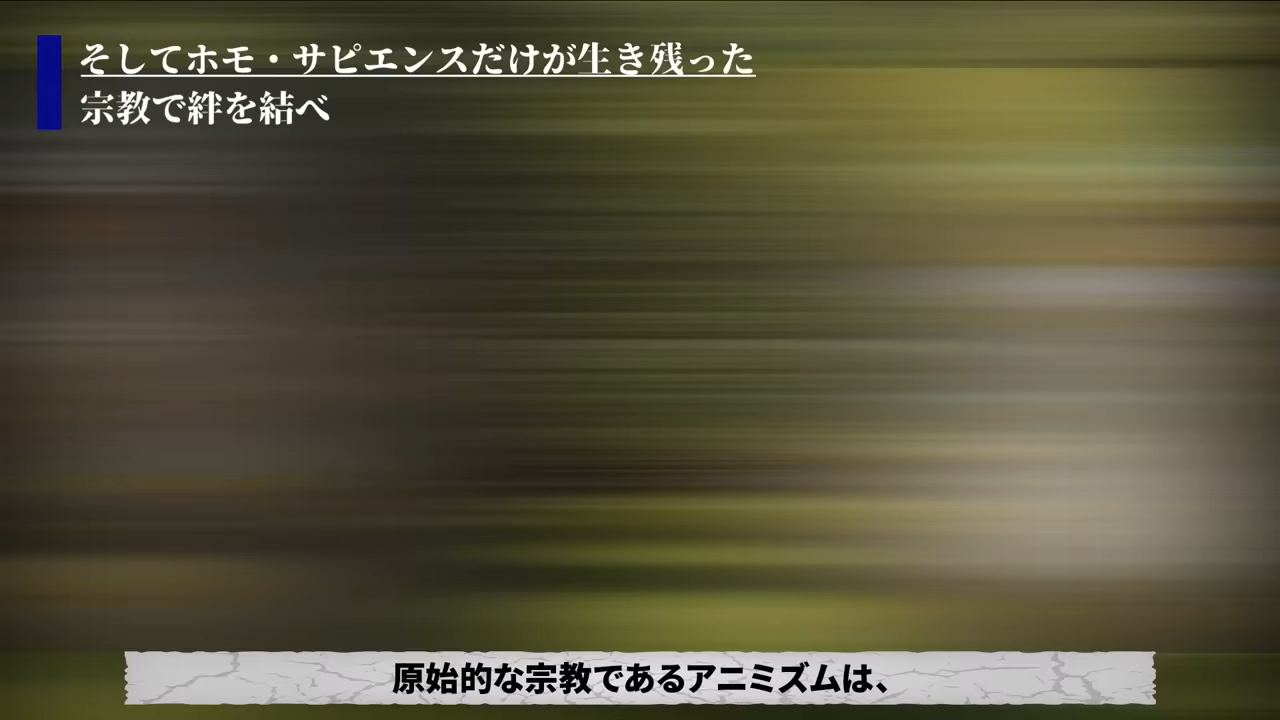 そしてホモ・サピエンスだけが生き残った
宗教で絆を結べ
原始的な宗教であるアニミズムは、